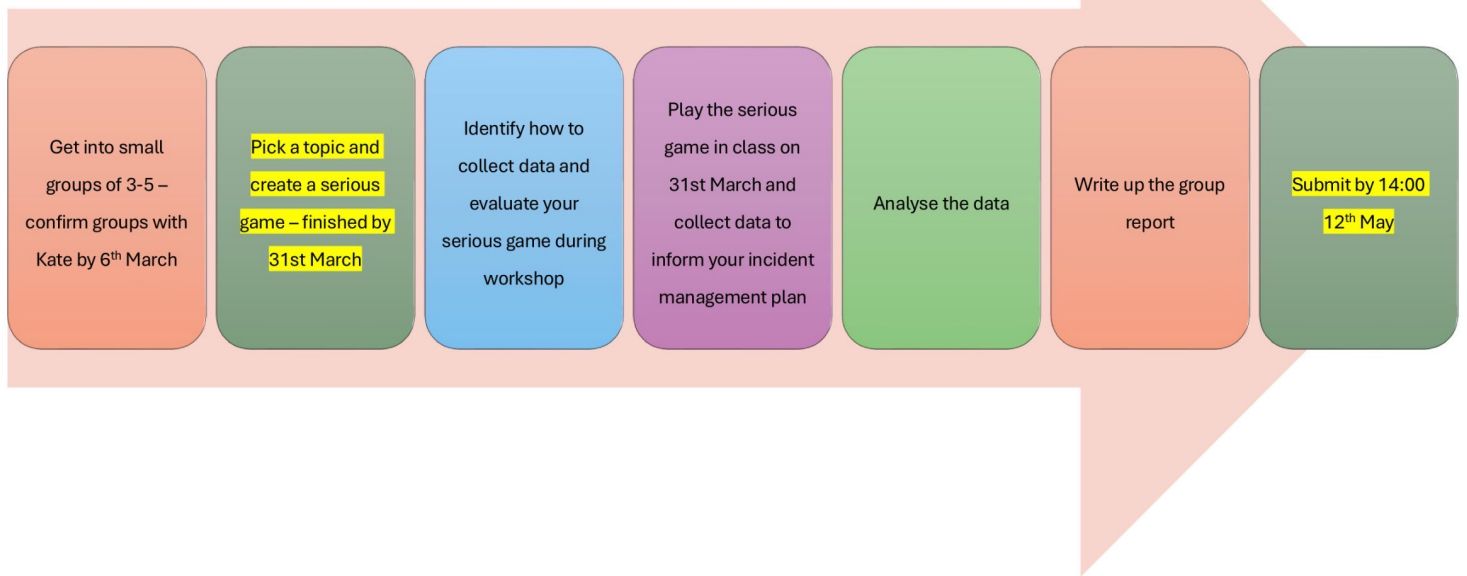 Get into small
groups of 3-5 –
confirm groups with
Kate by 6th March
Pick a topic and
create a serious
game – finished by
31st March
Identify how to
collect data and
evaluate your
serious game during
workshop
Play the serious
game in class on
31st March and
collect data to
inform your incident
management plan
Analyse the data
Write up the group
report
Submit by 14:00
12th May